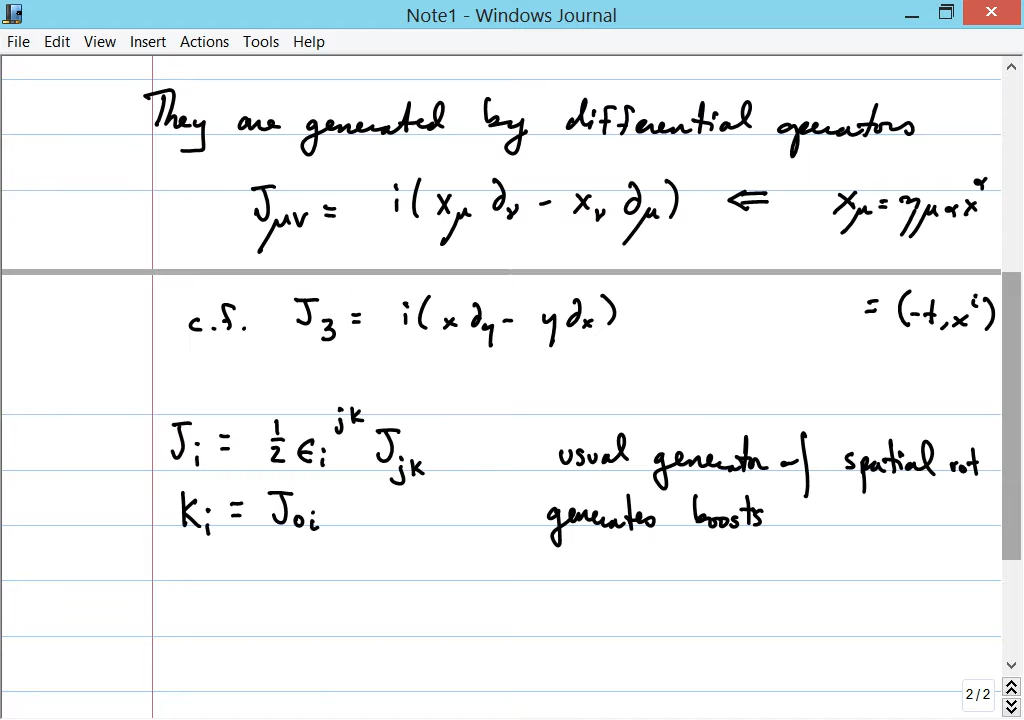 Note1 - Windows Journal
File Edit View Insert Actions Tools Help
They are generated by differential operators
J_μν = i( x_μ ∂_ν - x_ν ∂_μ ) ⇐ x_μ = η_μα x^α
c.f. J_3 = i( x ∂_y - y ∂_x ) = (-t, x^i)
J_i = 1/2 ϵ_i^jk J_jk usual generator of spatial rot
K_i = J_0i generates boosts
2 / 2